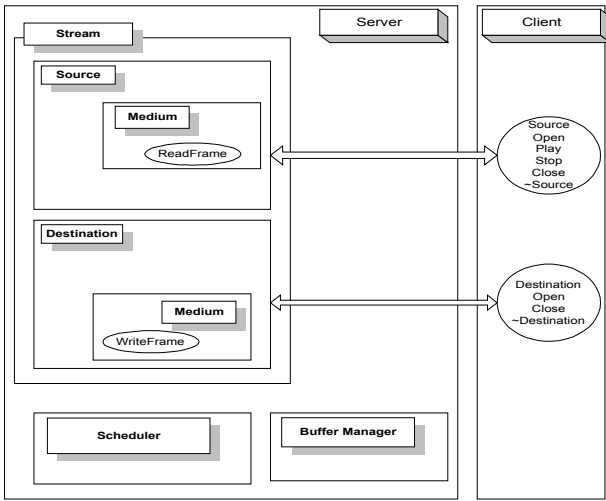 Server
Client
Stream
Source
Medium
ReadFrame
Source
Open
Play
Stop
Close
~Source
Destination
Medium
WriteFrame
Destination
Open
Close
~Destination
Scheduler
Buffer Manager